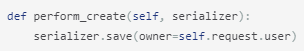 def perform_create(self, serializer):
    serializer.save(owner=self.request.user)